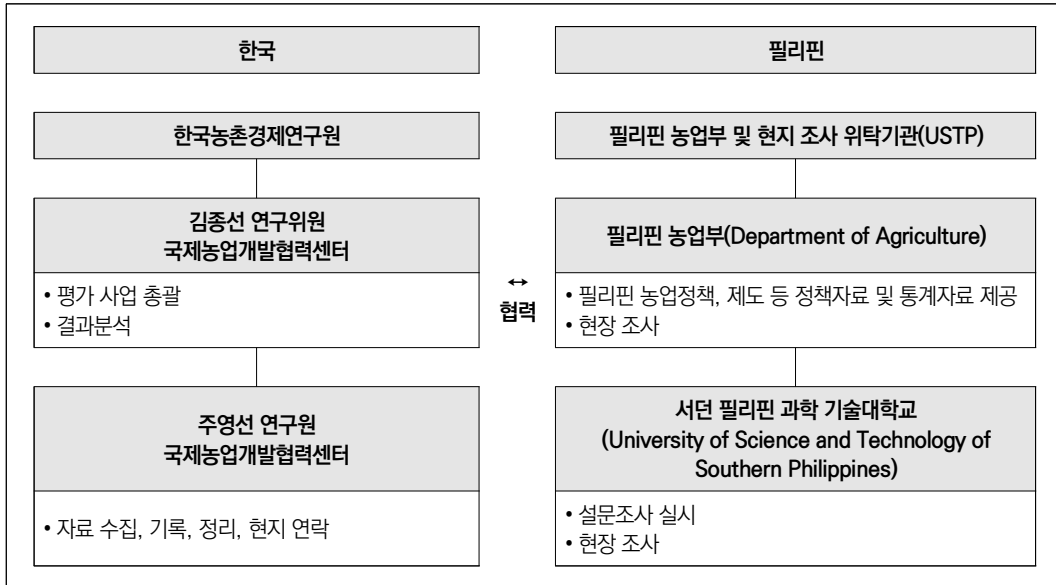 한국
한국농촌경제연구원
김종선 연구위원
국제농업개발협력센터
• 평가 사업 총괄
• 결과분석
주영선 연구원
국제농업개발협력센터
• 자료 수집, 기록, 정리, 현지 연락
↔
협력
필리핀
필리핀 농업부 및 현지 조사 위탁기관(USTP)
필리핀 농업부(Department of Agriculture)
• 필리핀 농업정책, 제도 등 정책자료 및 통계자료 제공
• 현장 조사
서던 필리핀 과학 기술대학교
(University of Science and Technology of
Southern Philippines)
• 설문조사 실시
• 현장 조사